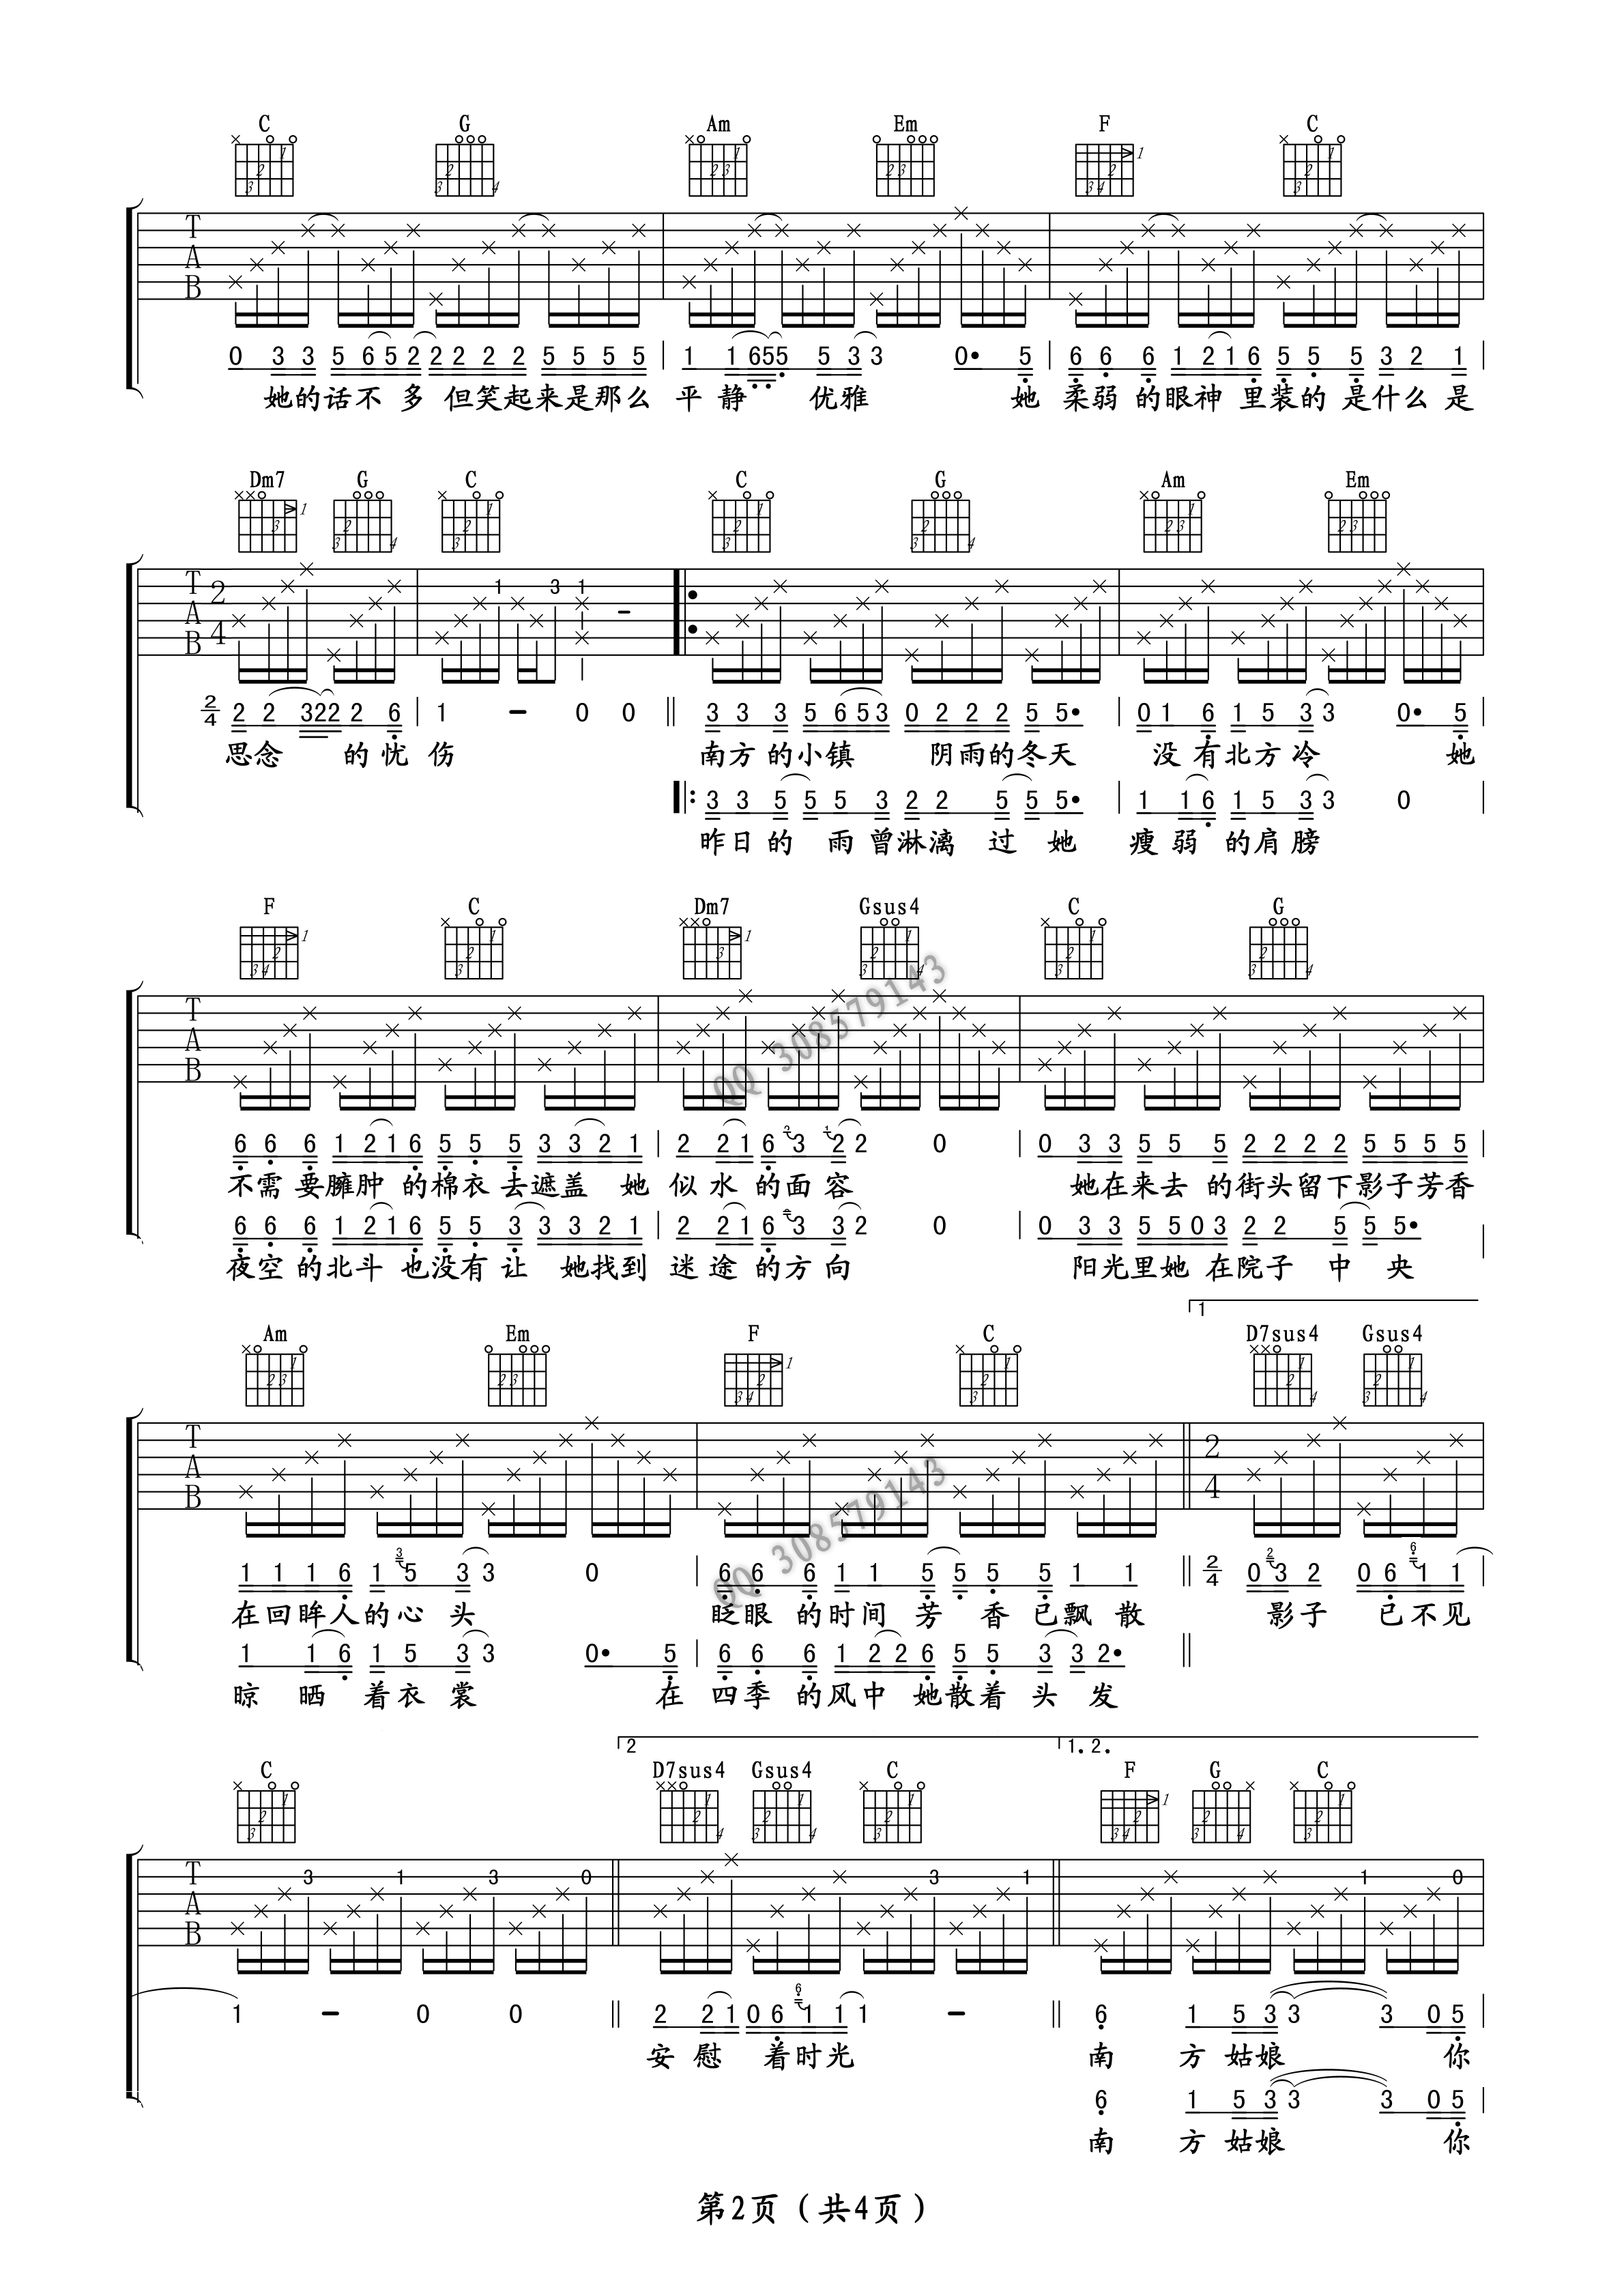 C G Am Em F C
T
A
B
0 3 3 5 6 5 2 2 2 2 2 5 5 5 5 | 1 1 6 5 5 5 3 3 0• 5 | 6 6 6 1 2 1 6 5 5 5 3 2 1
她的话不多 但笑起来是那么 平静 优雅 她 柔弱的眼神里装的是什么是
Dm7 G C C G Am Em
T
A
B
2
4
1 3 1 -
2/4 2 2 3 2 2 2 6 | 1 - 0 0 || 3 3 3 5 6 5 3 0 2 2 2 5 5• | 0 1 6 1 5 3 3 0• 5 |
思念 的忧伤 南方的小镇 阴雨的冬天 没有北方冷 她
3 3 5 5 5 3 2 2 5 5 5• | 1 1 6 1 5 3 3 0 |
昨日的 雨曾淋漓 过 她 瘦弱 的肩膀
F C Dm7 Gsus4 C G
T
A
B
QQ 308579143
6 6 6 1 2 1 6 5 5 5 3 3 2 1 | 2 2 1 6 2 3 1 2 2 0 | 0 3 3 5 5 5 2 2 2 2 5 5 5 5
不需要臃肿的棉衣去遮盖 她 似水的面容 她在来去的街头留下影子芳香
6 6 6 1 2 1 6 5 5 3 3 3 2 1 | 2 2 1 6 3 3 2 0 | 0 3 3 5 5 0 3 2 2 5 5 5•
夜空的北斗也没有让 她找到 迷途的方向 阳光里她在院子 中 央
1
Am Em F C D7sus4 Gsus4
T
A
B
2
4
QQ 308579143
1 1 1 6 1 3 5 3 3 0 | 6 6 6 1 1 5 5 5 5 1 1 || 2/4 0 2 3 2 0 6 6 1 1 |
在回眸人的心头 眨眼的时间芳 香已飘散 影子 已不见
1 1 6 1 5 3 3 0• 5 | 6 6 6 1 2 2 6 5 5 3 3 2• ||
晾 晒 着衣裳 在 四季的风中她散着头 发
2 1.2.
C D7sus4 Gsus4 C F G C
T
A
B
3 1 3 0 3 1 1 0
1 - 0 0 || 2 2 1 0 6 6 1 1 1 - || 6 1 5 3 3 3 0 5 |
安慰 着时光 南 方姑娘 你
6 1 5 3 3 3 0 5 |
南 方姑娘 你
第2页（共4页）